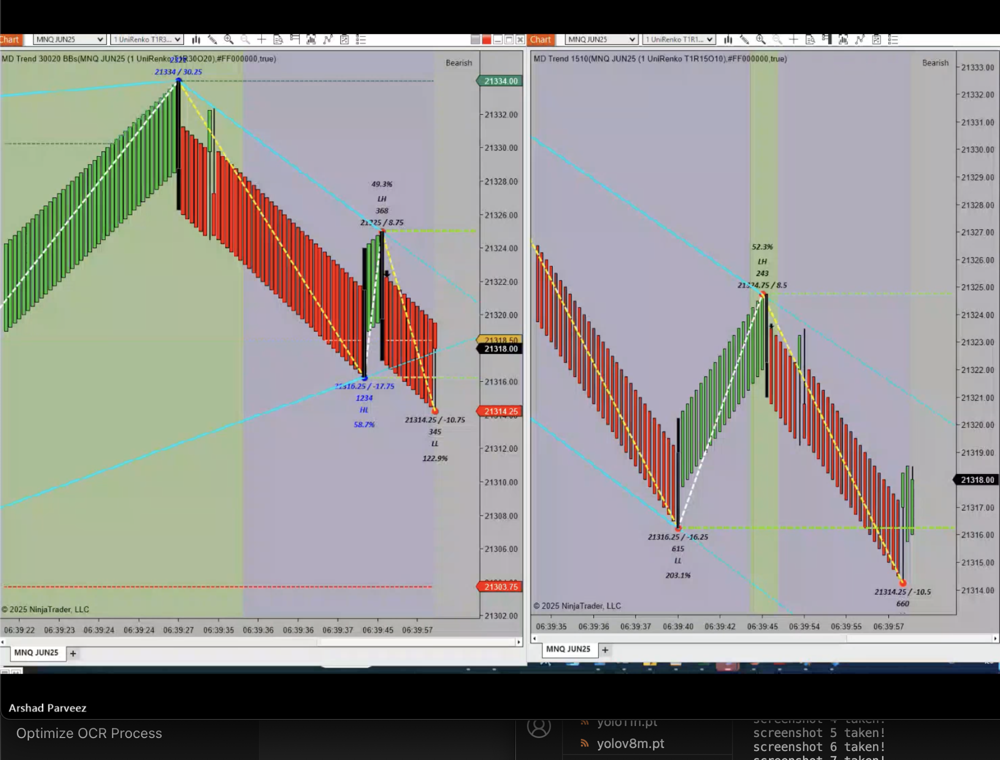 Chart MNQ JUN25 1 UniRenko T1R3...
MD Trend 30020 BBs(MNQ JUN25 (1 UniRenko T1R30O20),#FF000000,true)
Bearish
21334 / 30.25
49.3%
LH
368
21325 / 8.75
21316.25 / -17.75
1234
HL
58.7%
21314.25 / -10.75
345
LL
122.9%
21334.00
21330.00
21328.00
21326.00
21324.00
21322.00
21320.00
21318.50
21318.00
21316.00
21314.25
21312.00
21310.00
21308.00
21306.00
21303.75
21302.00
© 2025 NinjaTrader, LLC
06:39:22 06:39:23 06:39:24 06:39:24 06:39:27 06:39:35 06:39:36 06:39:37 06:39:45 06:39:57
MNQ JUN25 +
Chart MNQ JUN25 1 UniRenko T1R1...
MD Trend 1510(MNQ JUN25 (1 UniRenko T1R15O10),#FF000000,true)
Bearish
52.3%
LH
243
21324.75 / 8.5
21316.25 / -16.25
615
LL
203.1%
21314.25 / -10.5
660
21333.00
21332.00
21331.00
21330.00
21329.00
21328.00
21327.00
21326.00
21325.00
21324.00
21323.00
21322.00
21321.00
21320.00
21319.00
21318.00
21317.00
21316.00
21315.00
21314.00
© 2025 NinjaTrader, LLC
06:39:35 06:39:36 06:39:37 06:39:40 06:39:42 06:39:45 06:39:54 06:39:55 06:39:57
MNQ JUN25 +
Arshad Parveez
Optimize OCR Process
yolo11n.pt
yolov8m.pt
screenshot 4 taken!
screenshot 5 taken!
screenshot 6 taken!
screenshot 7 taken!